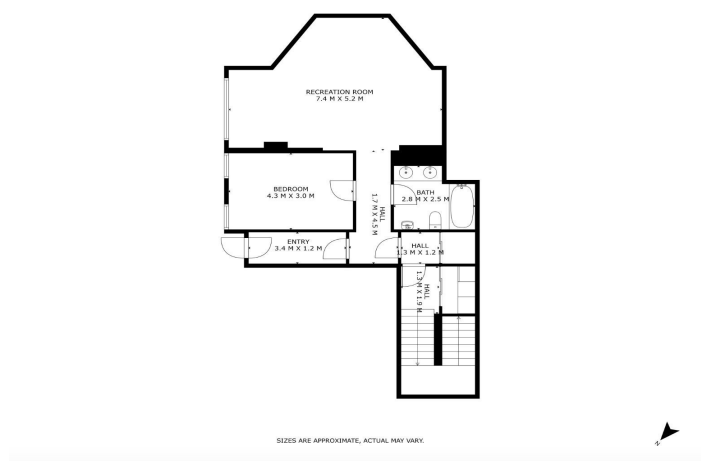 RECREATION ROOM
7.4 M X 5.2 M
BEDROOM
4.3 M X 3.0 M
BATH
2.8 M X 2.5 M
HALL
1.7 M X 4.5 M
ENTRY
3.4 M X 1.2 M
HALL
1.3 M X 1.2 M
HALL
1.3 M X 1.9 M
SIZES ARE APPROXIMATE, ACTUAL MAY VARY.
N